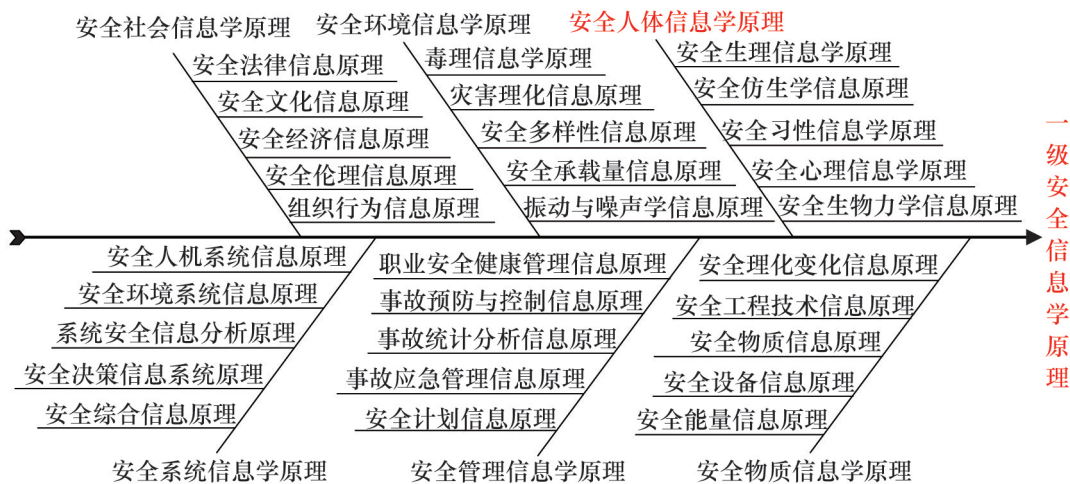 安全社会信息学原理
安全法律信息原理
安全文化信息原理
安全经济信息原理
安全伦理信息原理
组织行为信息原理
安全环境信息学原理
毒理信息学原理
灾害理化信息原理
安全多样性信息原理
安全承载量信息原理
振动与噪声学信息原理
安全人体信息学原理
安全生理信息学原理
安全仿生学信息原理
安全习性信息学原理
安全心理信息学原理
安全生物力学信息原理
一级安全信息学原理
安全人机系统信息原理
安全环境系统信息原理
系统安全信息分析原理
安全决策信息系统原理
安全综合信息原理
安全系统信息学原理
职业安全健康管理信息原理
事故预防与控制信息原理
事故统计分析信息原理
事故应急管理信息原理
安全计划信息原理
安全管理信息学原理
安全理化变化信息原理
安全工程技术信息原理
安全物质信息原理
安全设备信息原理
安全能量信息原理
安全物质信息学原理